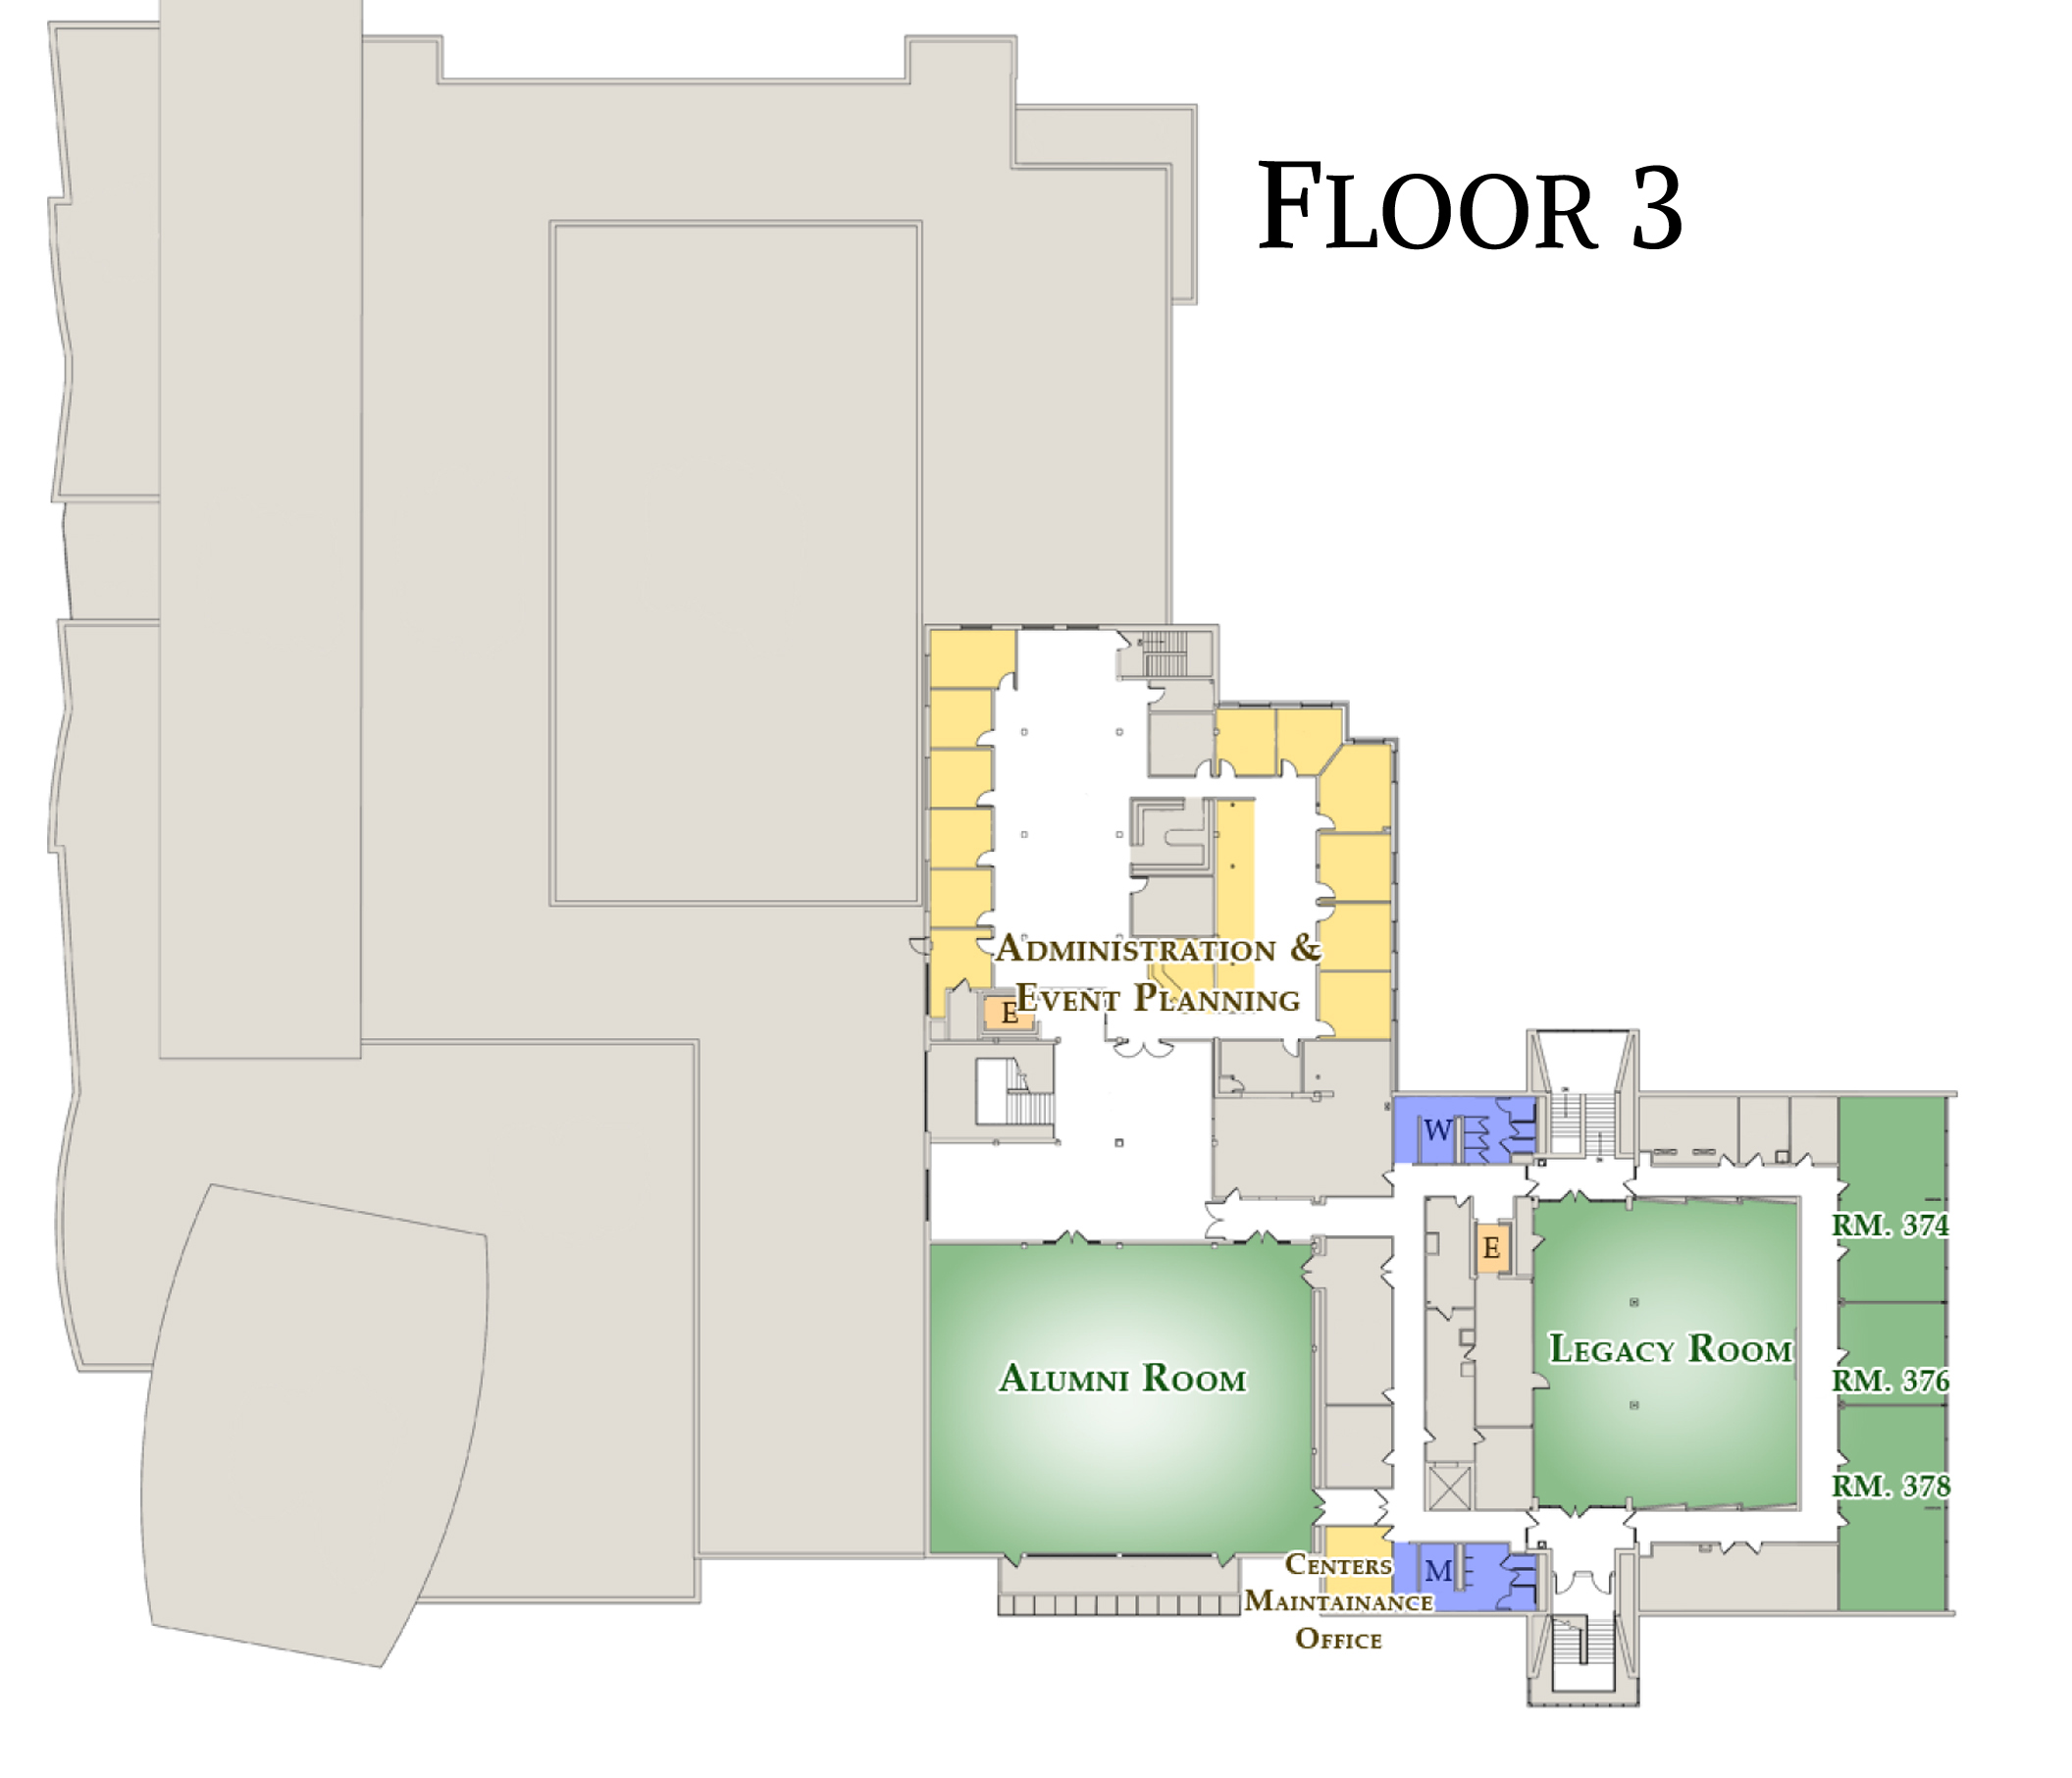 FLOOR 3
ADMINISTRATION &
EVENT PLANNING
E
W
RM. 374
E
LEGACY ROOM
ALUMNI ROOM
RM. 376
RM. 378
CENTERS
MAINTAINANCE
OFFICE
M